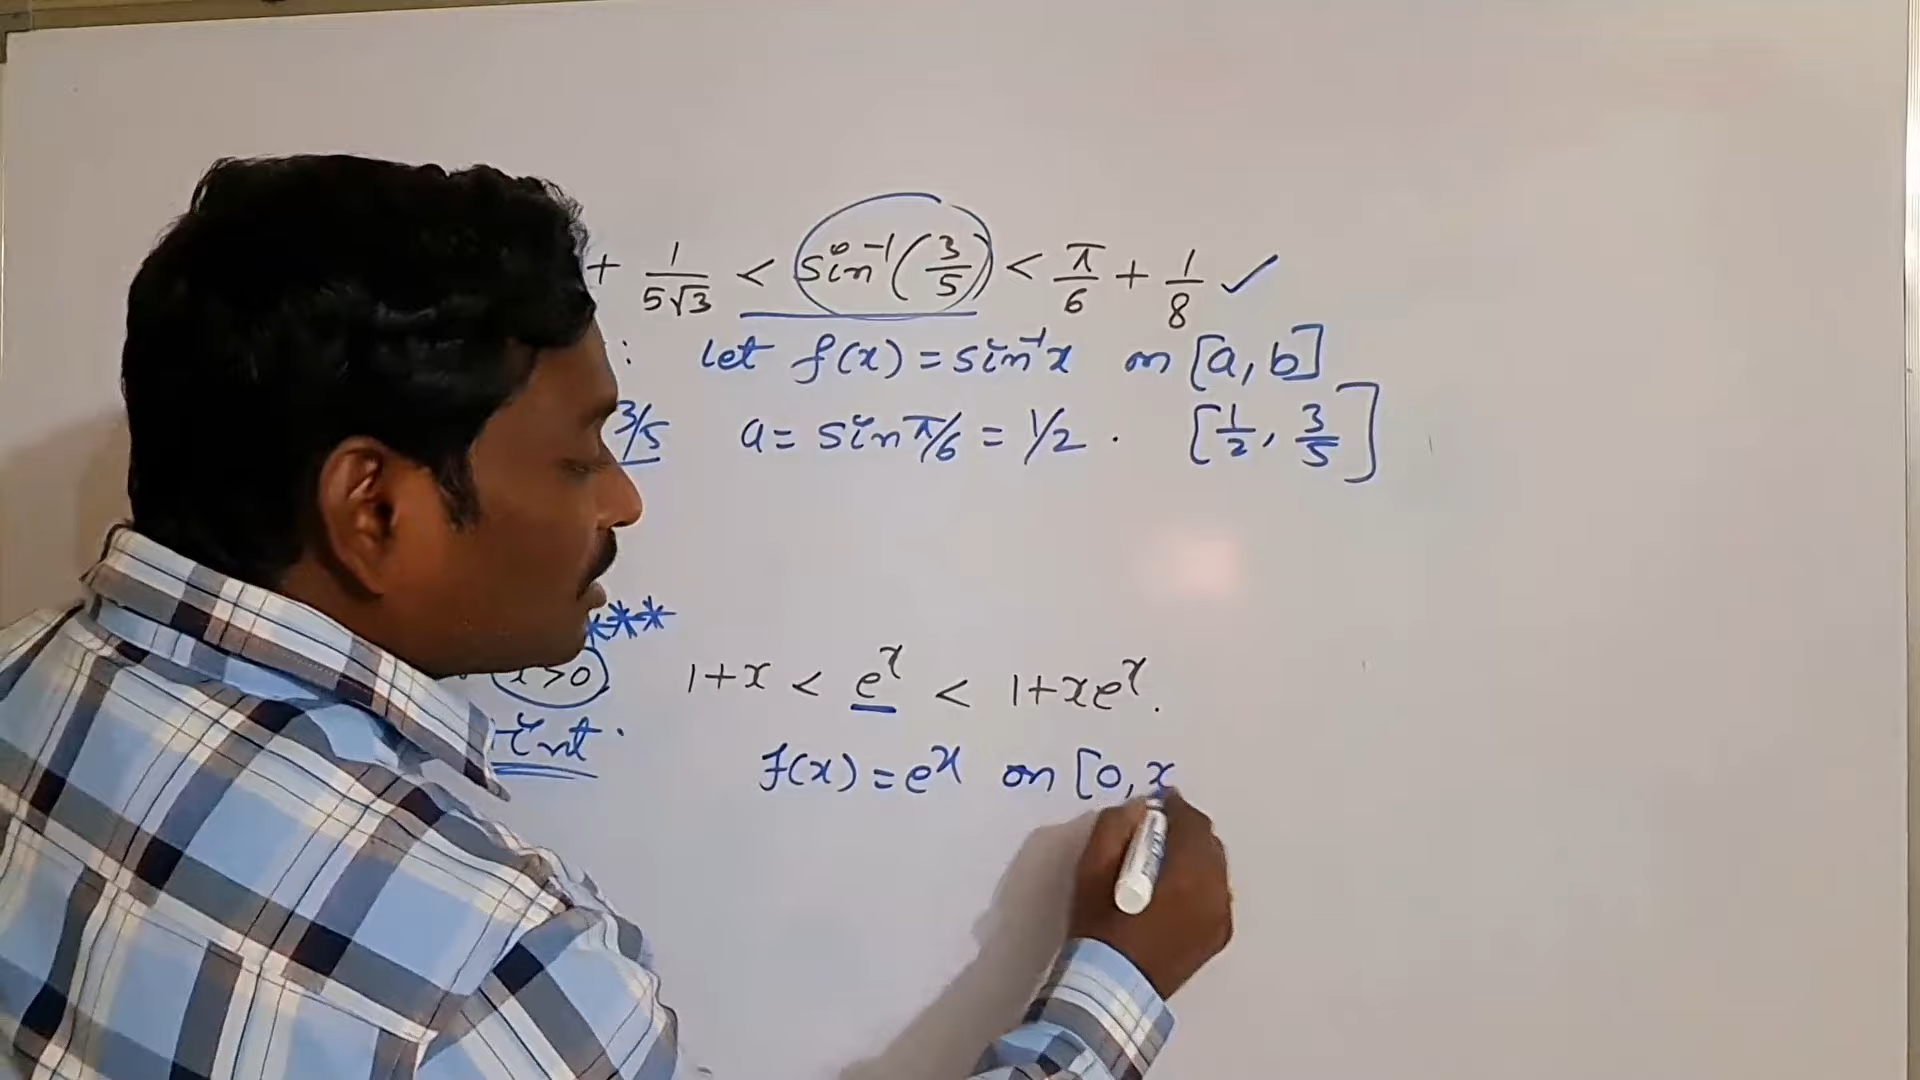 + 1/(5√3) < sin⁻¹(3/5) < π/6 + 1/8 ✓
: Let f(x) = sin⁻¹x on [a, b]
3/5 a = sin π/6 = 1/2 . [1/2, 3/5]
***
x>0 1+x < eˣ < 1+xeˣ.
f(x) = eˣ on [0, x